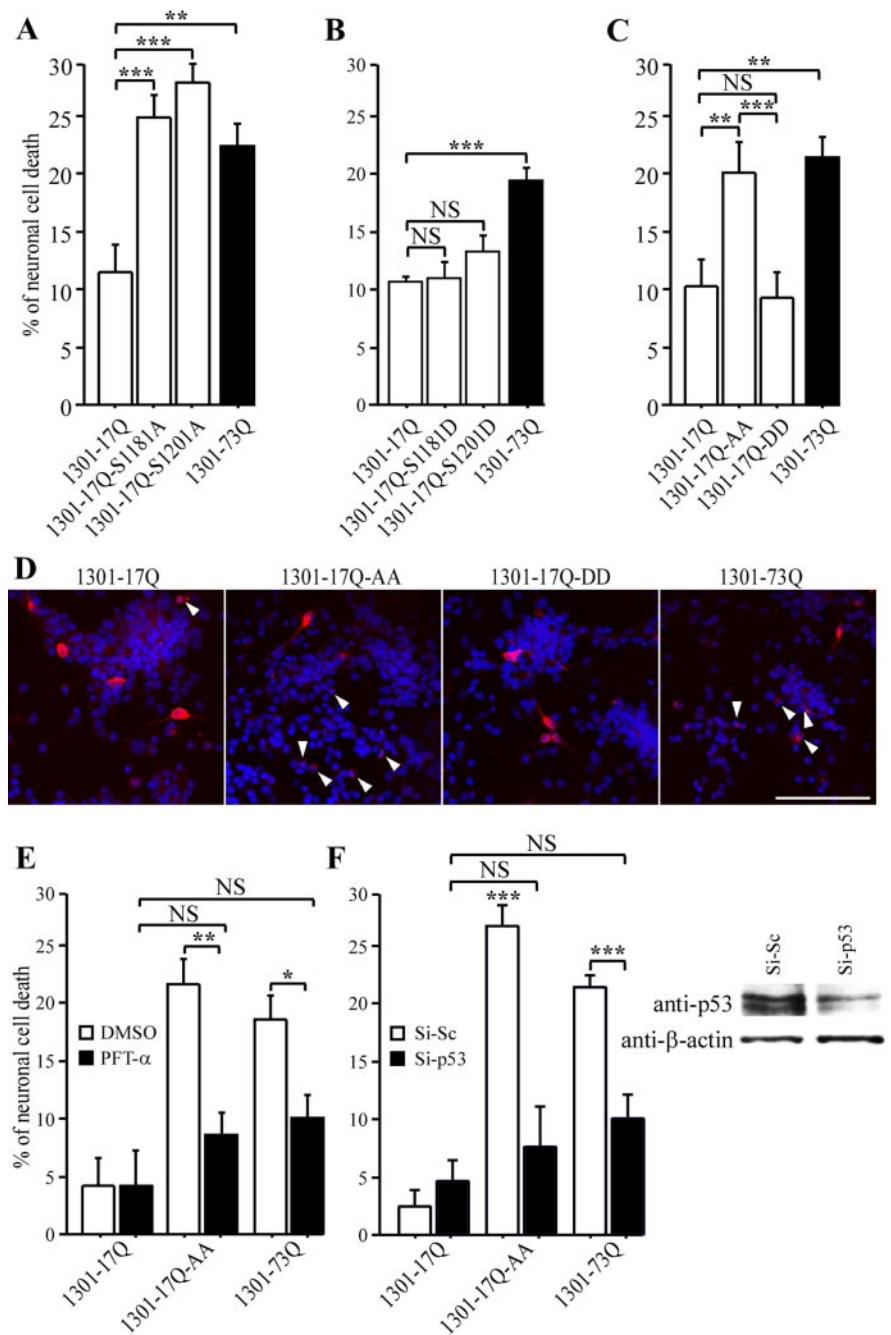 A
B
C
**
***
***
% of neuronal cell death
30
25
20
15
10
5
0
1301-17Q
1301-17Q-S1181A
1301-17Q-S1201A
1301-73Q
***
NS
NS
30
25
20
15
10
5
0
1301-17Q
1301-17Q-S1181D
1301-17Q-S1201D
1301-73Q
**
NS
**
***
30
25
20
15
10
5
0
1301-17Q
1301-17Q-AA
1301-17Q-DD
1301-73Q
D
1301-17Q
1301-17Q-AA
1301-17Q-DD
1301-73Q
E
NS
NS
**
*
% of neuronal cell death
30
25
20
15
10
5
0
DMSO
PFT-α
1301-17Q
1301-17Q-AA
1301-73Q
F
NS
NS
***
***
30
25
20
15
10
5
0
Si-Sc
Si-p53
1301-17Q
1301-17Q-AA
1301-73Q
Si-Sc
Si-p53
anti-p53
anti-β-actin